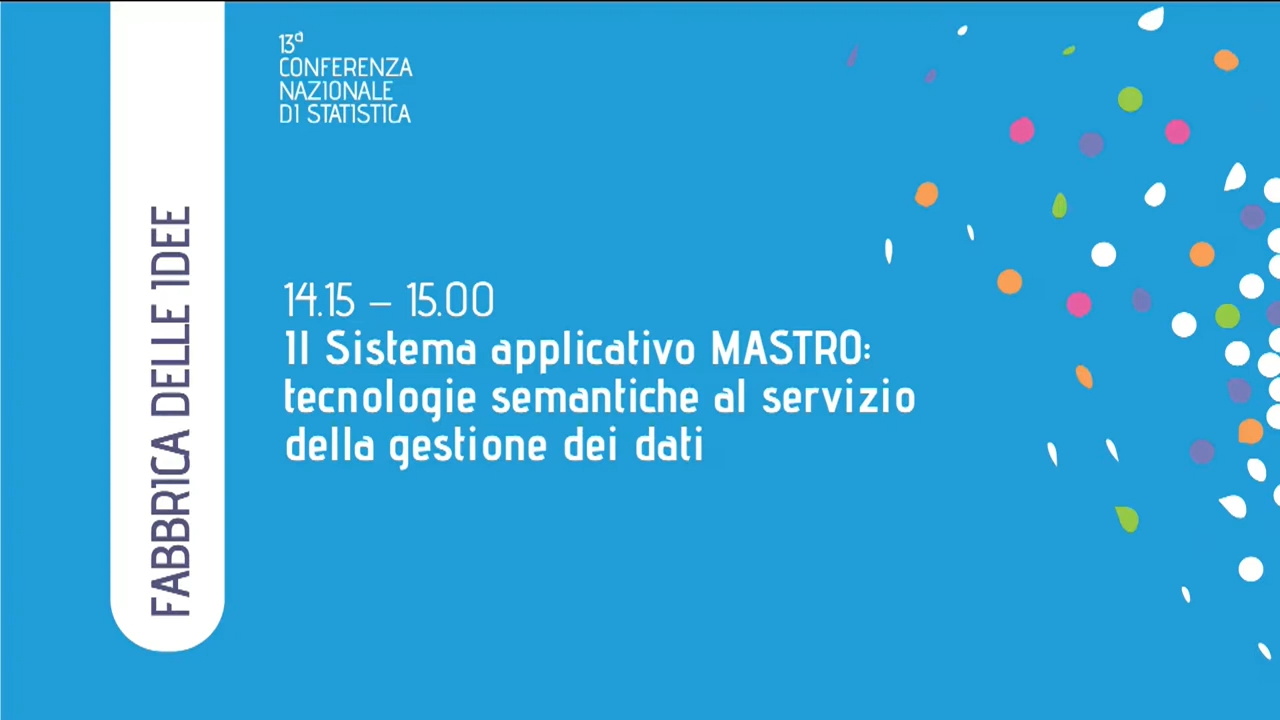 13ª
CONFERENZA
NAZIONALE
DI STATISTICA
FABBRICA DELLE IDEE
14.15 – 15.00
Il Sistema applicativo MASTRO:
tecnologie semantiche al servizio
della gestione dei dati